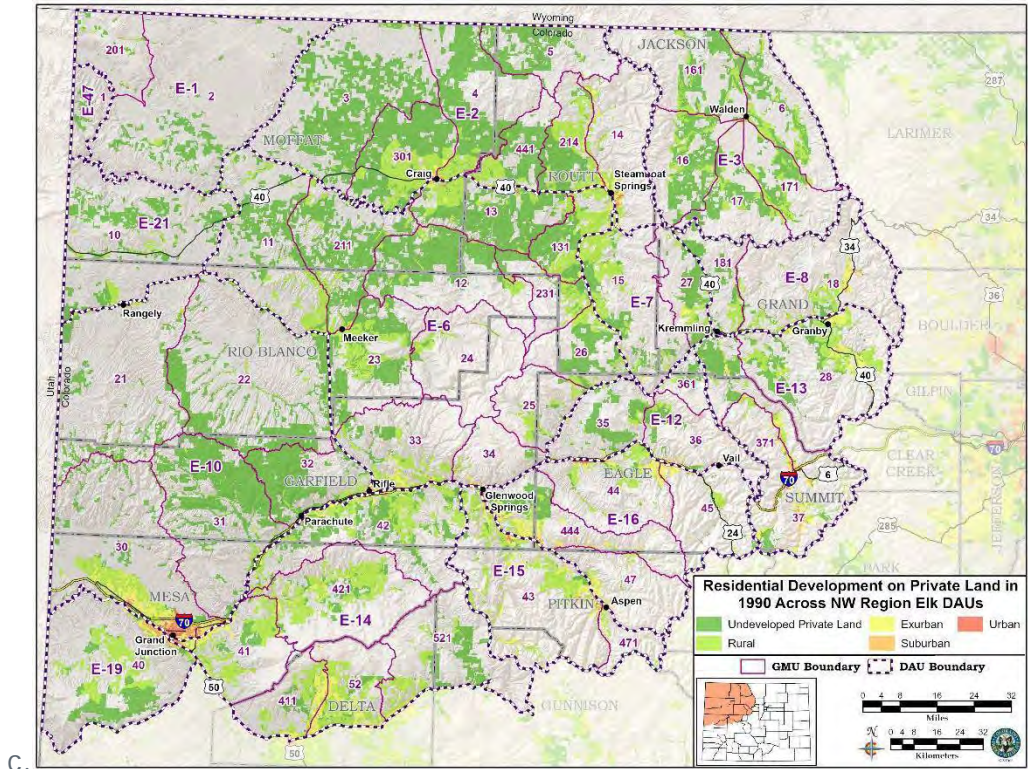 Wyoming
Colorado
JACKSON
201
5
161
287
E-47
1
E-1
2
3
4
E-2
Walden
6
LARIMER
MOFFAT
441
214
14
301
16
E-3
Craig
ROUTT
Steamboat
Springs
171
40
40
13
17
34
E-21
10
11
211
131
34
181
E-8
15
E-7
27
40
18
36
12
231
GRAND
Rangely
Kremmling
Granby
BOULDER
Meeker
E-6
RIO BLANCO
23
24
26
40
21
22
E-13
28
Utah
Colorado
361
GILPIN
25
35
E-12
33
36
371
70
E-10
34
Vail
CLEAR
CREEK
32
EAGLE
70
6
GARFIELD
Rifle
44
SUMMIT
Glenwood
Springs
45
JEFFERSON
31
Parachute
42
E-16
24
37
285
444
30
PARK
E-15
47
MESA
421
43
PITKIN
Aspen
70
E-14
Grand
Junction
471
521
E-19
40
41
50
52
411
DELTA
GUNNISON
50
Residential Development on Private Land in
1990 Across NW Region Elk DAUs
Undeveloped Private Land
Exurban
Urban
Rural
Suburban
GMU Boundary
DAU Boundary
0 4 8 16 24 32
Miles
N
0 4 8 16 24 32
Kilometers
C.